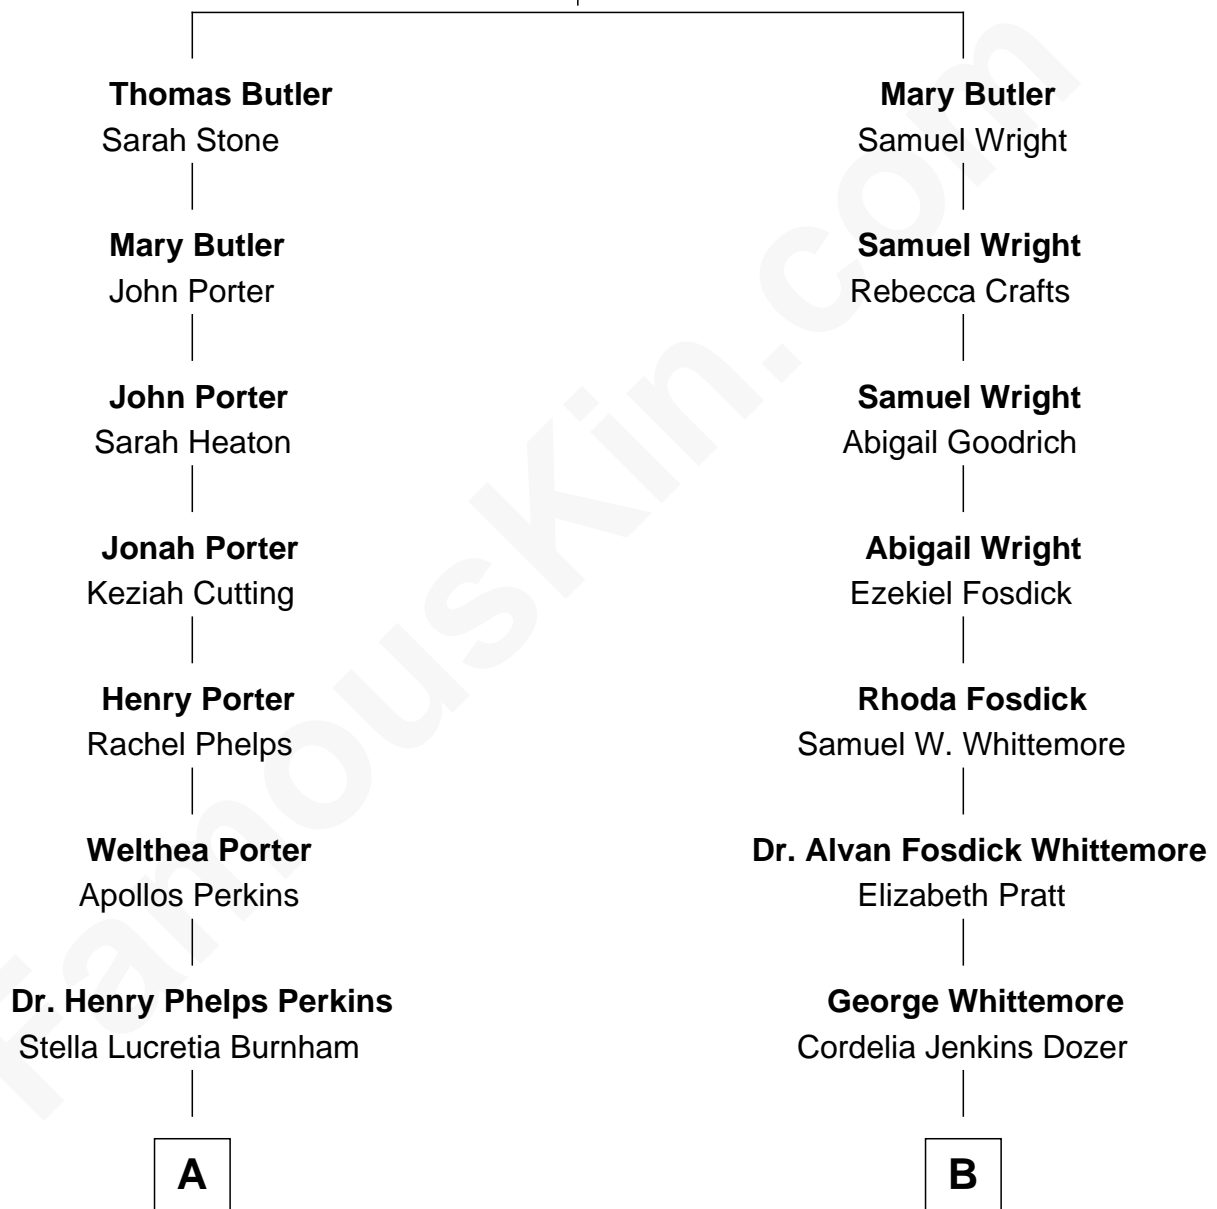 Thomas Butler
Sarah Stone
Mary Butler
John Porter
John Porter
Sarah Heaton
Jonah Porter
Keziah Cutting
Henry Porter
Rachel Phelps
Welthea Porter
Apollos Perkins
Dr. Henry Phelps Perkins
Stella Lucretia Burnham
A
Mary Butler
Samuel Wright
Samuel Wright
Rebecca Crafts
Samuel Wright
Abigail Goodrich
Abigail Wright
Ezekiel Fosdick
Rhoda Fosdick
Samuel W. Whittemore
Dr. Alvan Fosdick Whittemore
Elizabeth Pratt
George Whittemore
Cordelia Jenkins Dozer
B
FamousKin.com